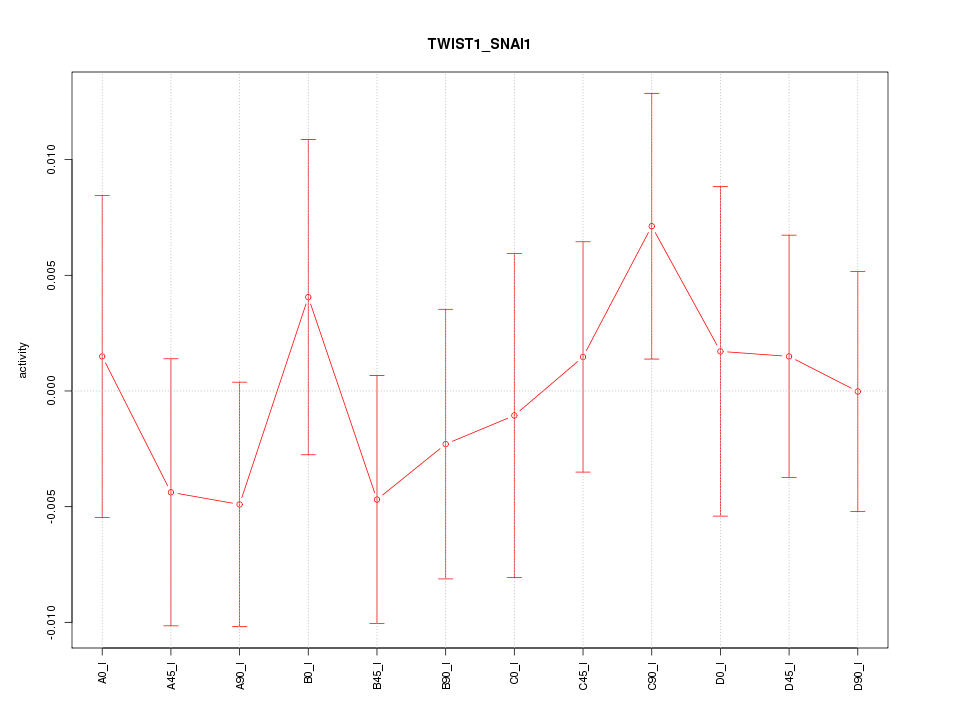 TWIST1_SNAI1
activity
0.010
0.005
0.000
-0.005
-0.010
A0_I
A45_I
A90_I
B0_I
B45_I
B90_I
C0_I
C45_I
C90_I
D0_I
D45_I
D90_I